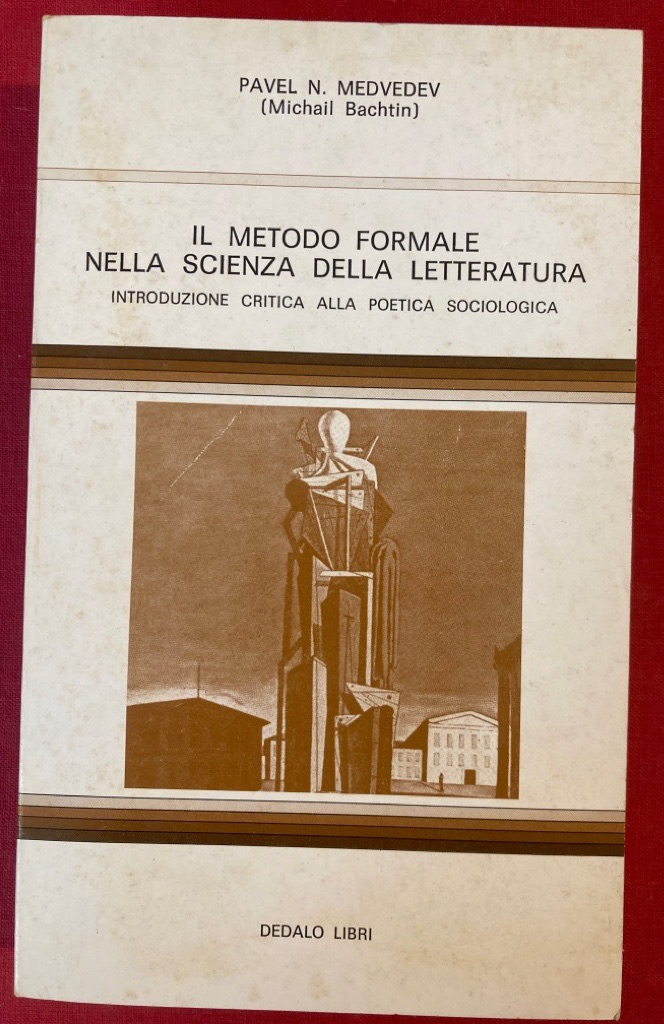 PAVEL N. MEDVEDEV
(Michail Bachtin)
IL METODO FORMALE
NELLA SCIENZA DELLA LETTERATURA
INTRODUZIONE CRITICA ALLA POETICA SOCIOLOGICA
DEDALO LIBRI